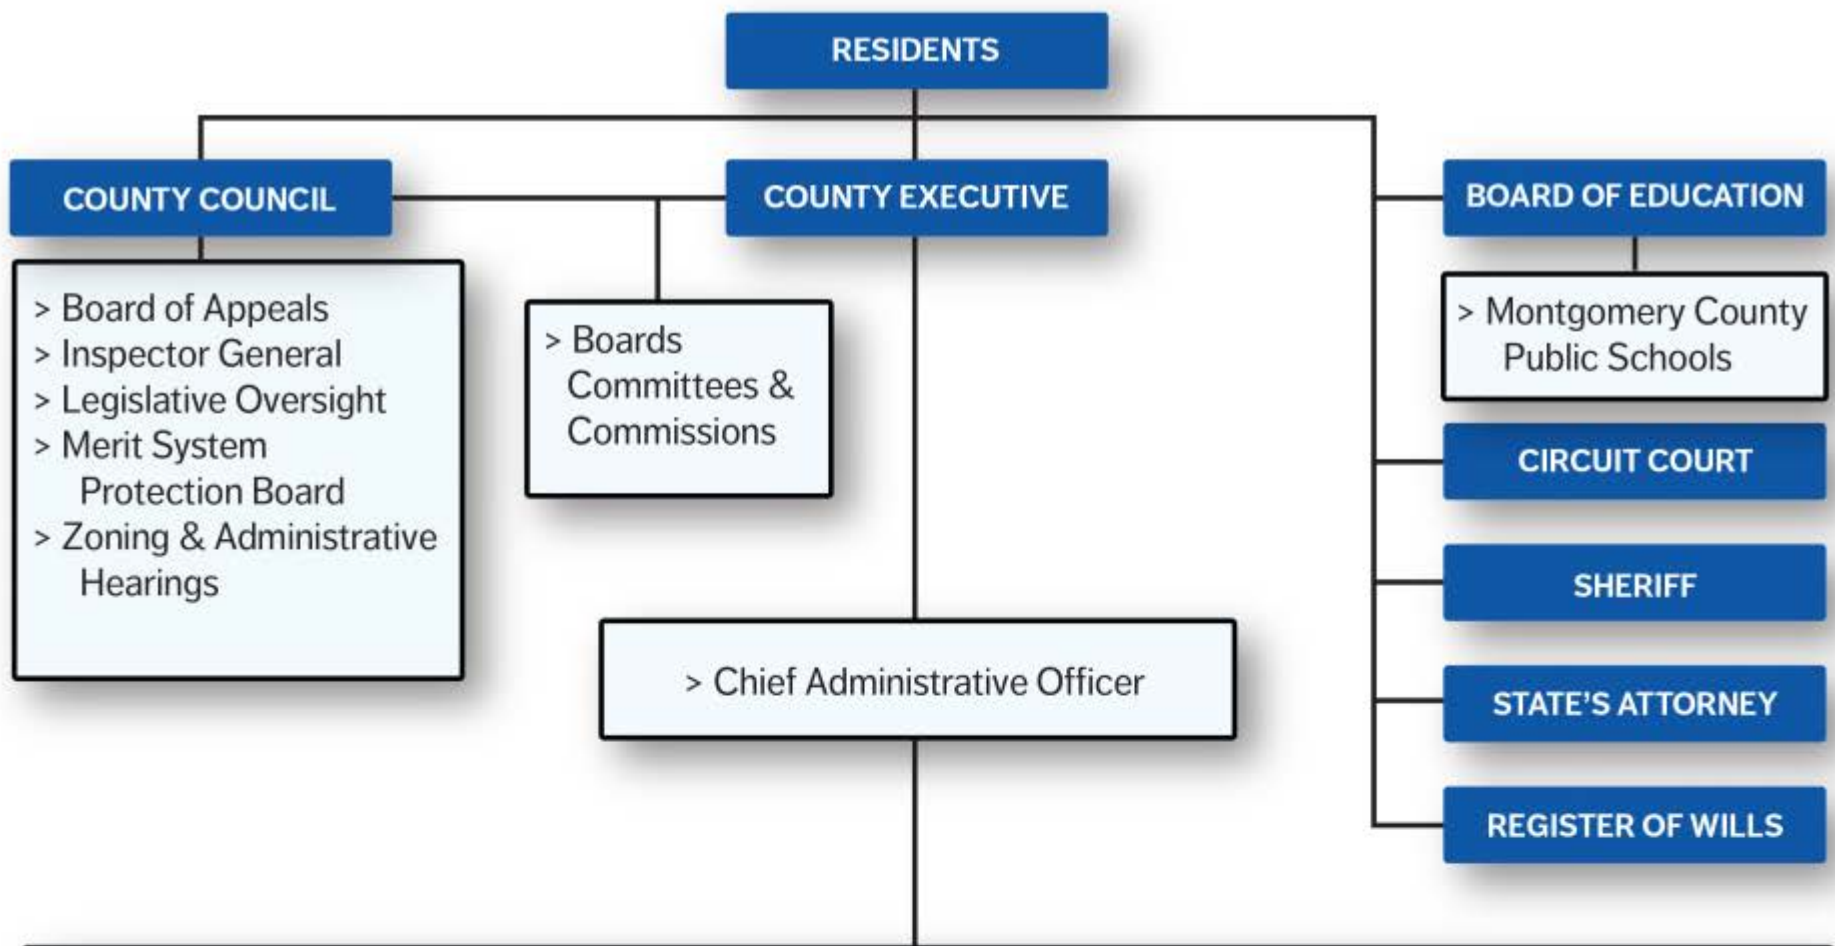 RESIDENTS
COUNTY COUNCIL
COUNTY EXECUTIVE
BOARD OF EDUCATION
> Board of Appeals
> Inspector General
> Legislative Oversight
> Merit System
Protection Board
> Zoning & Administrative
Hearings
> Boards
Committees &
Commissions
> Montgomery County
Public Schools
CIRCUIT COURT
SHERIFF
> Chief Administrative Officer
STATE'S ATTORNEY
REGISTER OF WILLS